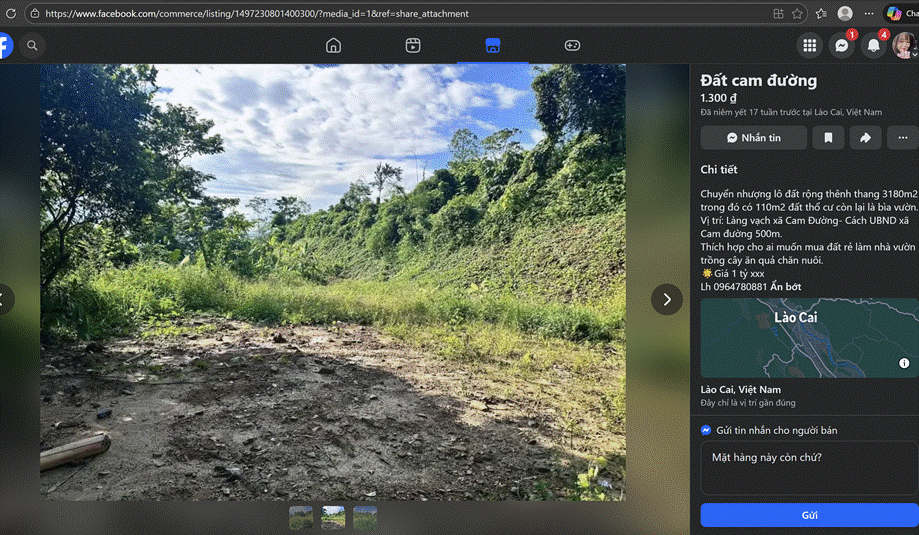 https://www.facebook.com/commerce/listing/1497230801400300/?media_id=1&ref=share_attachment
1
4
Đất cam đường
1.300 ₫
Đã niêm yết 17 tuần trước tại Lào Cai, Việt Nam
Nhắn tin
Chi tiết
Chuyển nhượng lô đất rộng thênh thang 3180m2
trong đó có 110m2 đất thổ cư còn lại là bìa vườn.
Vị trí: Làng vạch xã Cam Đường- Cách UBND xã
Cam đường 500m.
Thích hợp cho ai muốn mua đất rẻ làm nhà vườn
trồng cây ăn quả chăn nuôi.
🌟Giá 1 tỷ xxx
Lh 0964780881 Ẩn bớt
Lào Cai
Lào Cai, Việt Nam
Đây chỉ là vị trí gần đúng
Gửi tin nhắn cho người bán
Mặt hàng này còn chứ?
Gửi